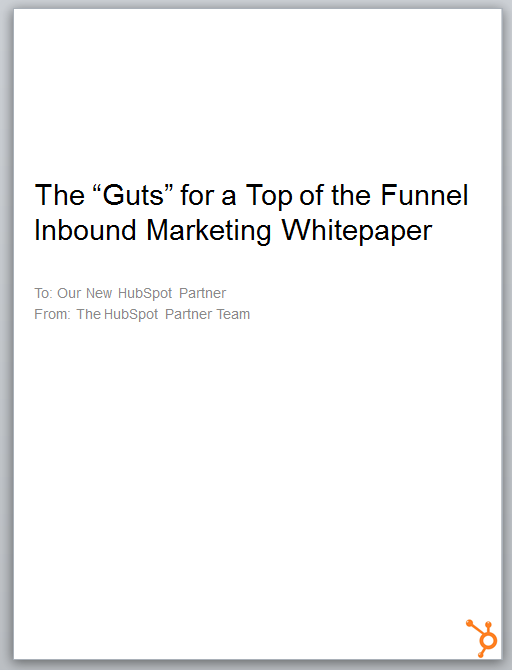 The “Guts” for a Top of the Funnel
Inbound Marketing Whitepaper
To: Our New HubSpot Partner
From: The HubSpot Partner Team